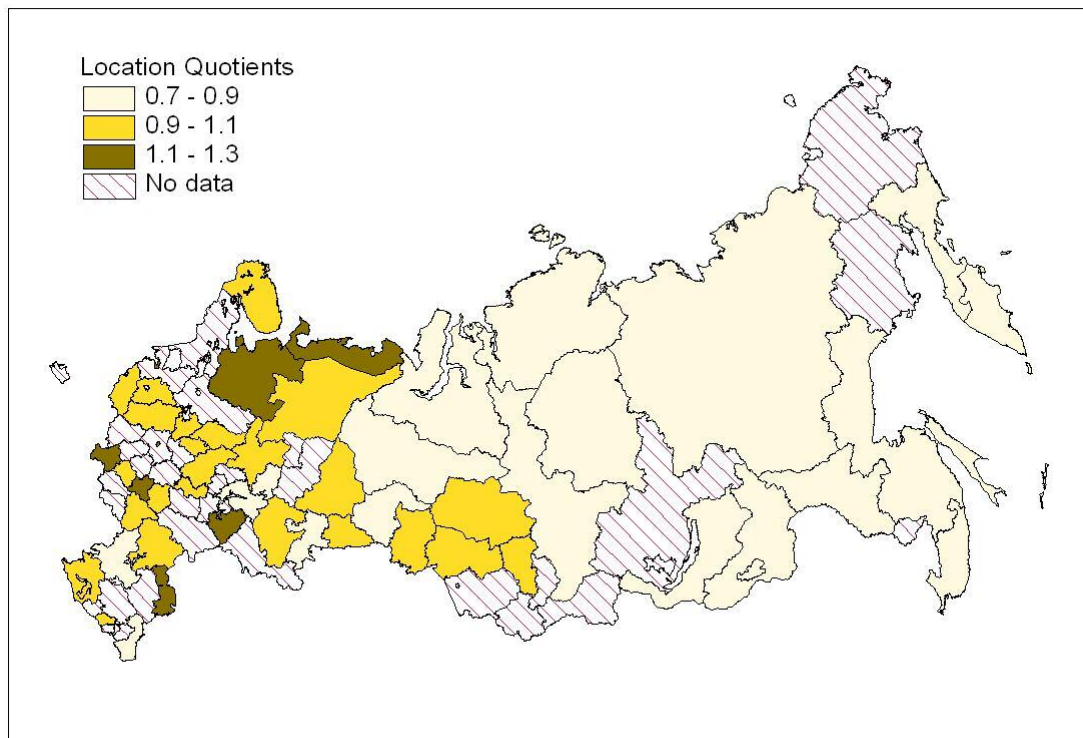 Location Quotients
0.7 - 0.9
0.9 - 1.1
1.1 - 1.3
No data